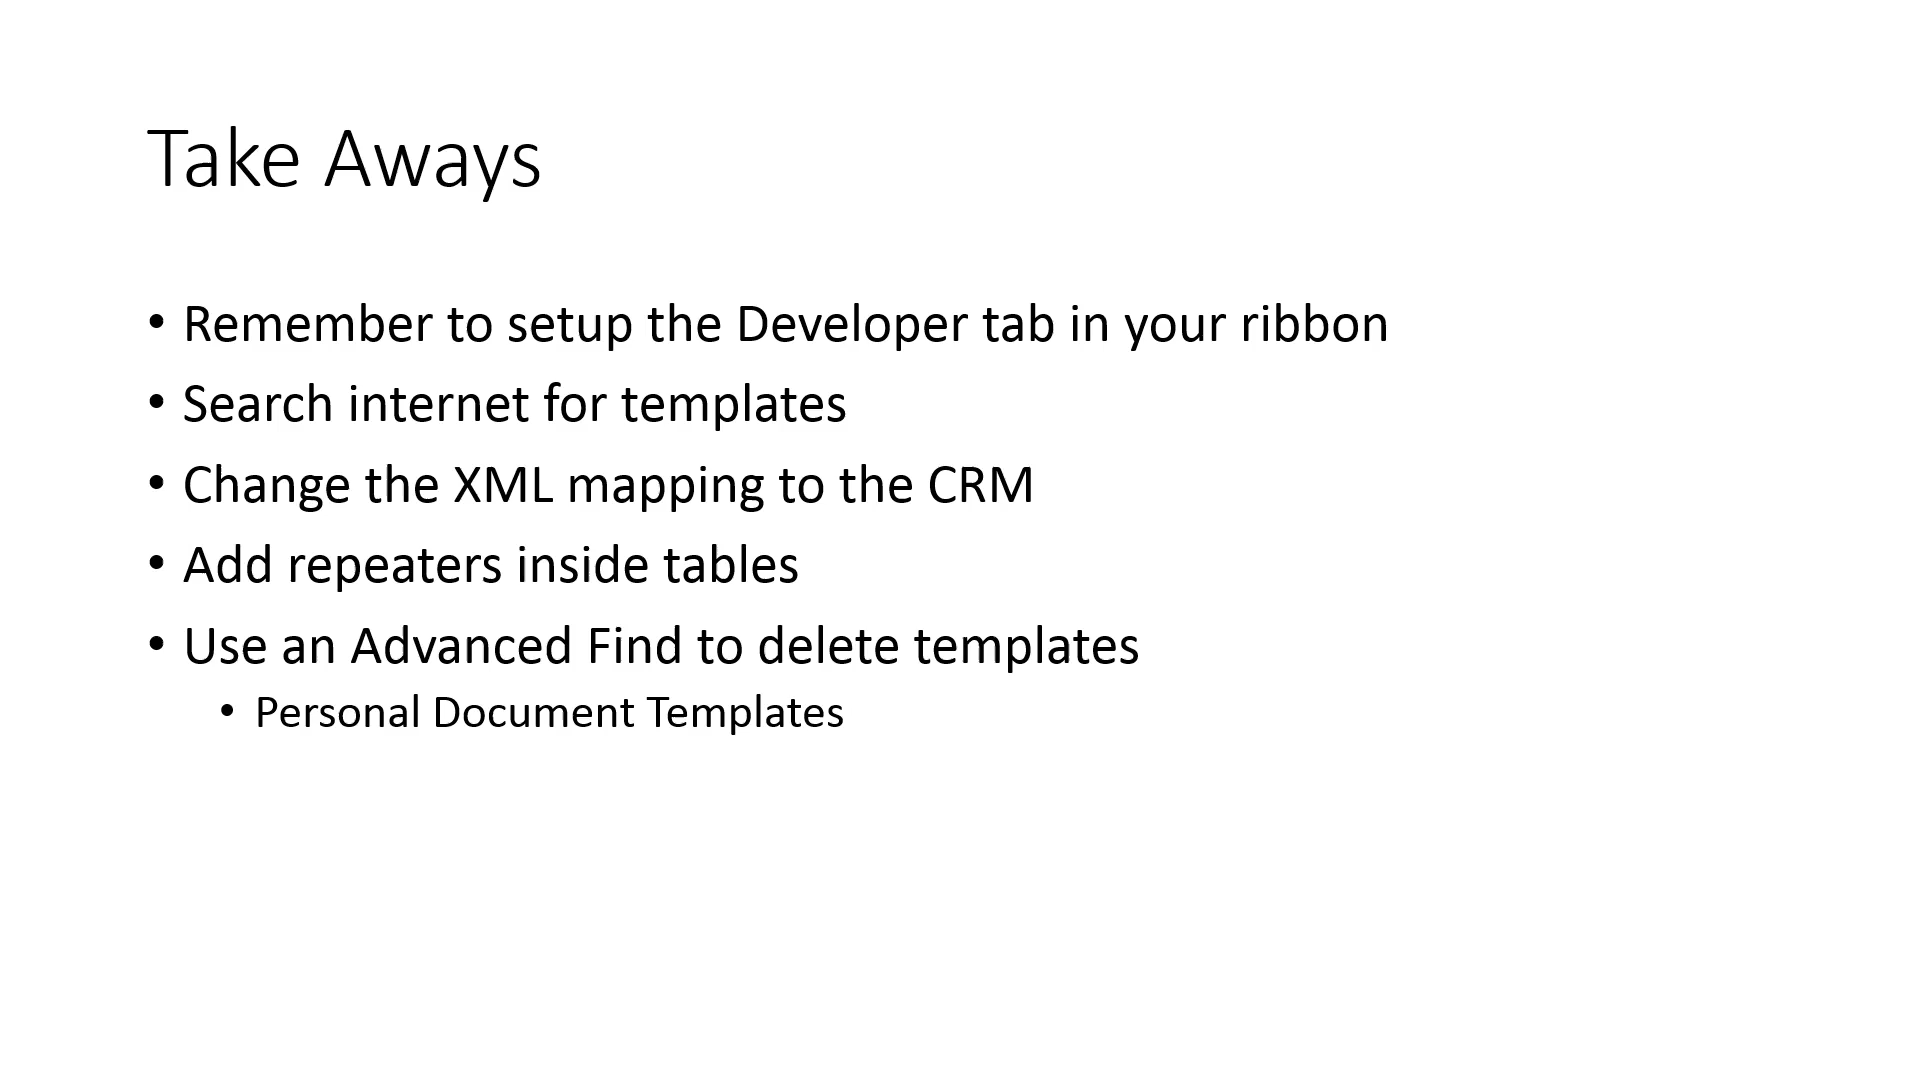 Take Aways
• Remember to setup the Developer tab in your ribbon
• Search internet for templates
• Change the XML mapping to the CRM
• Add repeaters inside tables
• Use an Advanced Find to delete templates
• Personal Document Templates